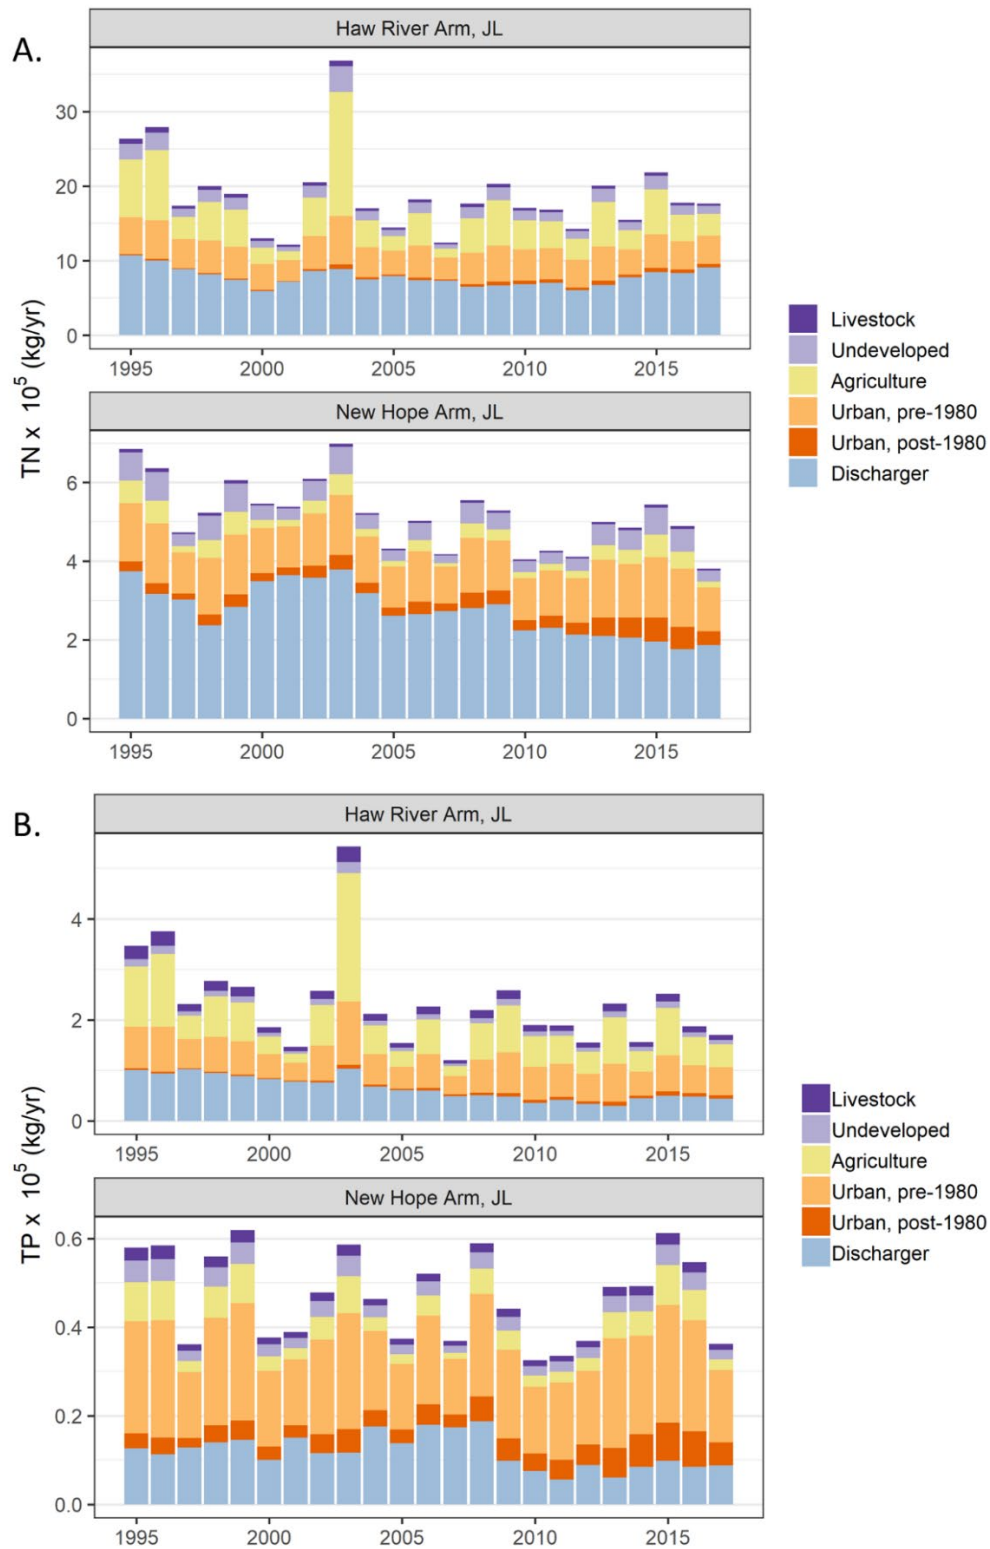 A.
Haw River Arm, JL
30
20
10
0
1995 2000 2005 2010 2015
New Hope Arm, JL
6
4
2
0
1995 2000 2005 2010 2015
TN x 10⁵ (kg/yr)
Livestock
Undeveloped
Agriculture
Urban, pre-1980
Urban, post-1980
Discharger
B.
Haw River Arm, JL
4
2
0
1995 2000 2005 2010 2015
New Hope Arm, JL
0.6
0.4
0.2
0.0
1995 2000 2005 2010 2015
TP x 10⁵ (kg/yr)
Livestock
Undeveloped
Agriculture
Urban, pre-1980
Urban, post-1980
Discharger